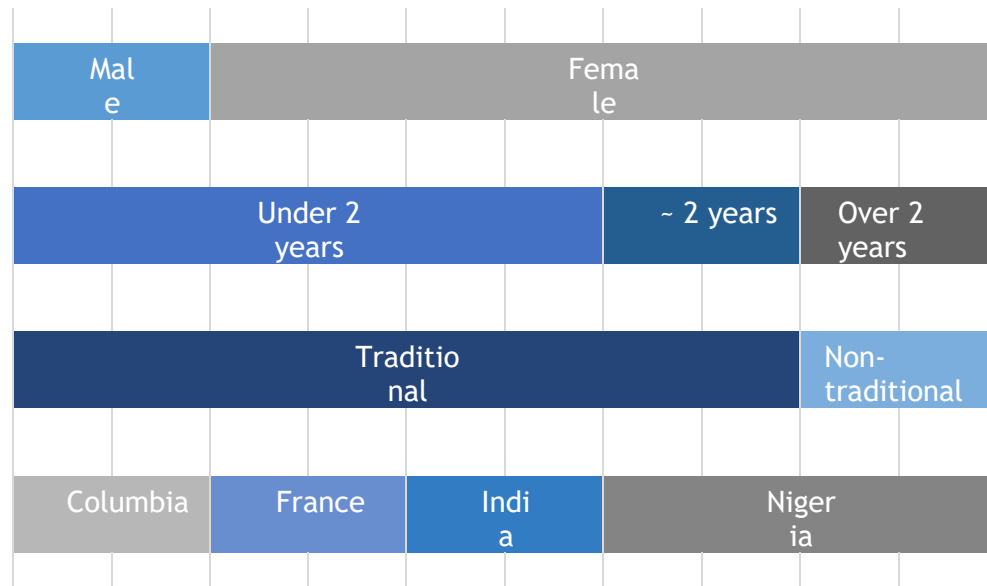 Mal
e
Fema
le
Under 2
years
~ 2 years
Over 2
years
Traditio
nal
Non-
traditional
Columbia
France
Indi
a
Niger
ia